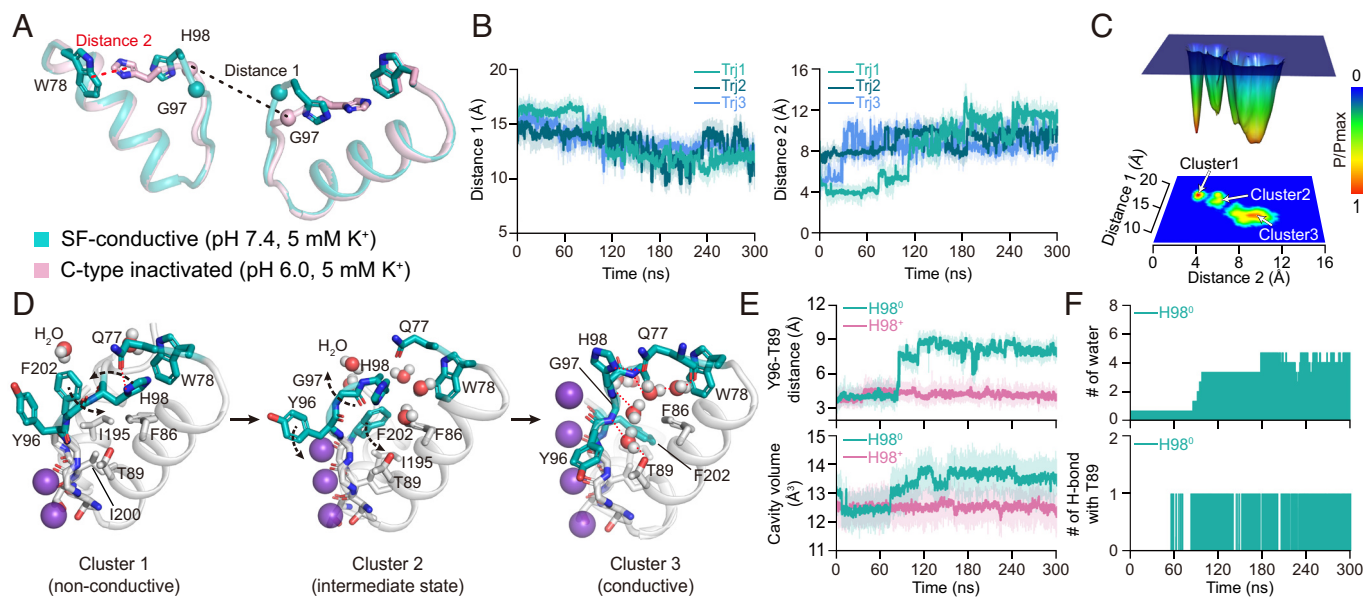 A
Distance 2
H98
W78
Distance 1
G97
G97
SF-conductive (pH 7.4, 5 mM K⁺)
C-type inactivated (pH 6.0, 5 mM K⁺)
B
Distance 1 (Å)
20
15
10
5
Trj1
Trj2
Trj3
0 60 120 180 240 300
Time (ns)
Distance 2 (Å)
16
12
8
4
0
Trj1
Trj2
Trj3
0 60 120 180 240 300
Time (ns)
C
0
P/Pmax
1
Distance 1 (Å)
20
15
10
Cluster1
Cluster2
Cluster3
0 4 8 12 16
Distance 2 (Å)
D
H₂O
Q77
F202
W78
H98
Y96
I195
F86
T89
I200
Cluster 1
(non-conductive)
Q77
H₂O
H98
G97
W78
Y96
F202
F86
I195
T89
Cluster 2
(intermediate state)
H98
Q77
G97
W78
F86
Y96
T89
F202
Cluster 3
(conductive)
E
Y96-T89
distance (Å)
12
9
6
3
H98⁰
H98⁺
Cavity volume
(Å³)
15
14
13
12
11
H98⁰
H98⁺
0 60 120 180 240 300
Time (ns)
F
# of water
8
6
4
2
0
H98⁰
# of H-bond
with T89
2
1
0
H98⁰
0 60 120 180 240 300
Time (ns)